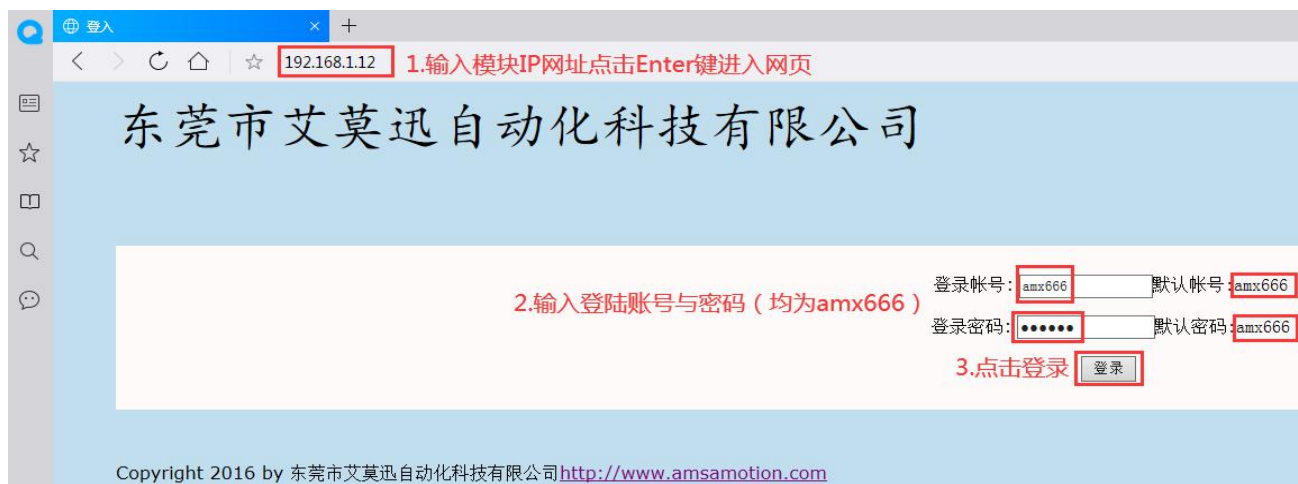 登入
192.168.1.12 1.输入模块IP网址点击Enter键进入网页
东莞市艾莫迅自动化科技有限公司
登录帐号: amx666 默认帐号:amx666
2.输入登陆账号与密码(均为amx666)
登录密码: ●●●●●● 默认密码:amx666
3.点击登录 登录
Copyright 2016 by 东莞市艾莫迅自动化科技有限公司http://www.amsamotion.com